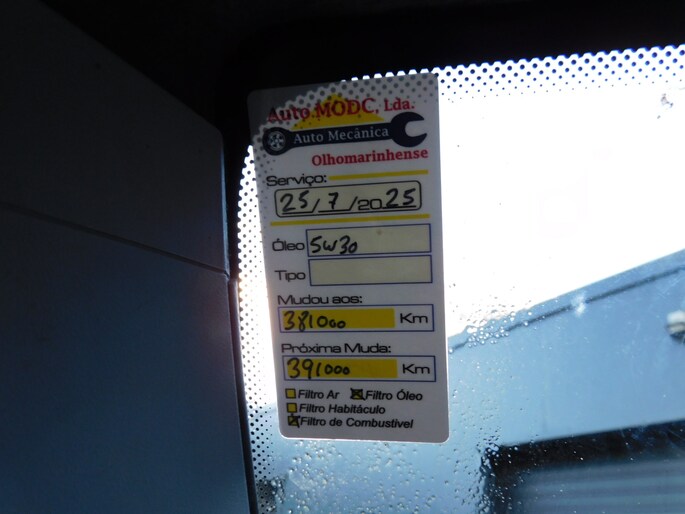 Auto MODC, Lda.
Auto Mecânica
Olhomarinhense
Serviço:
25/7/2025
Óleo 5W30
Tipo
Mudou aos:
381000 Km
Próxima Muda:
391000 Km
Filtro Ar Filtro Óleo
Filtro Habitáculo
Filtro de Combustível